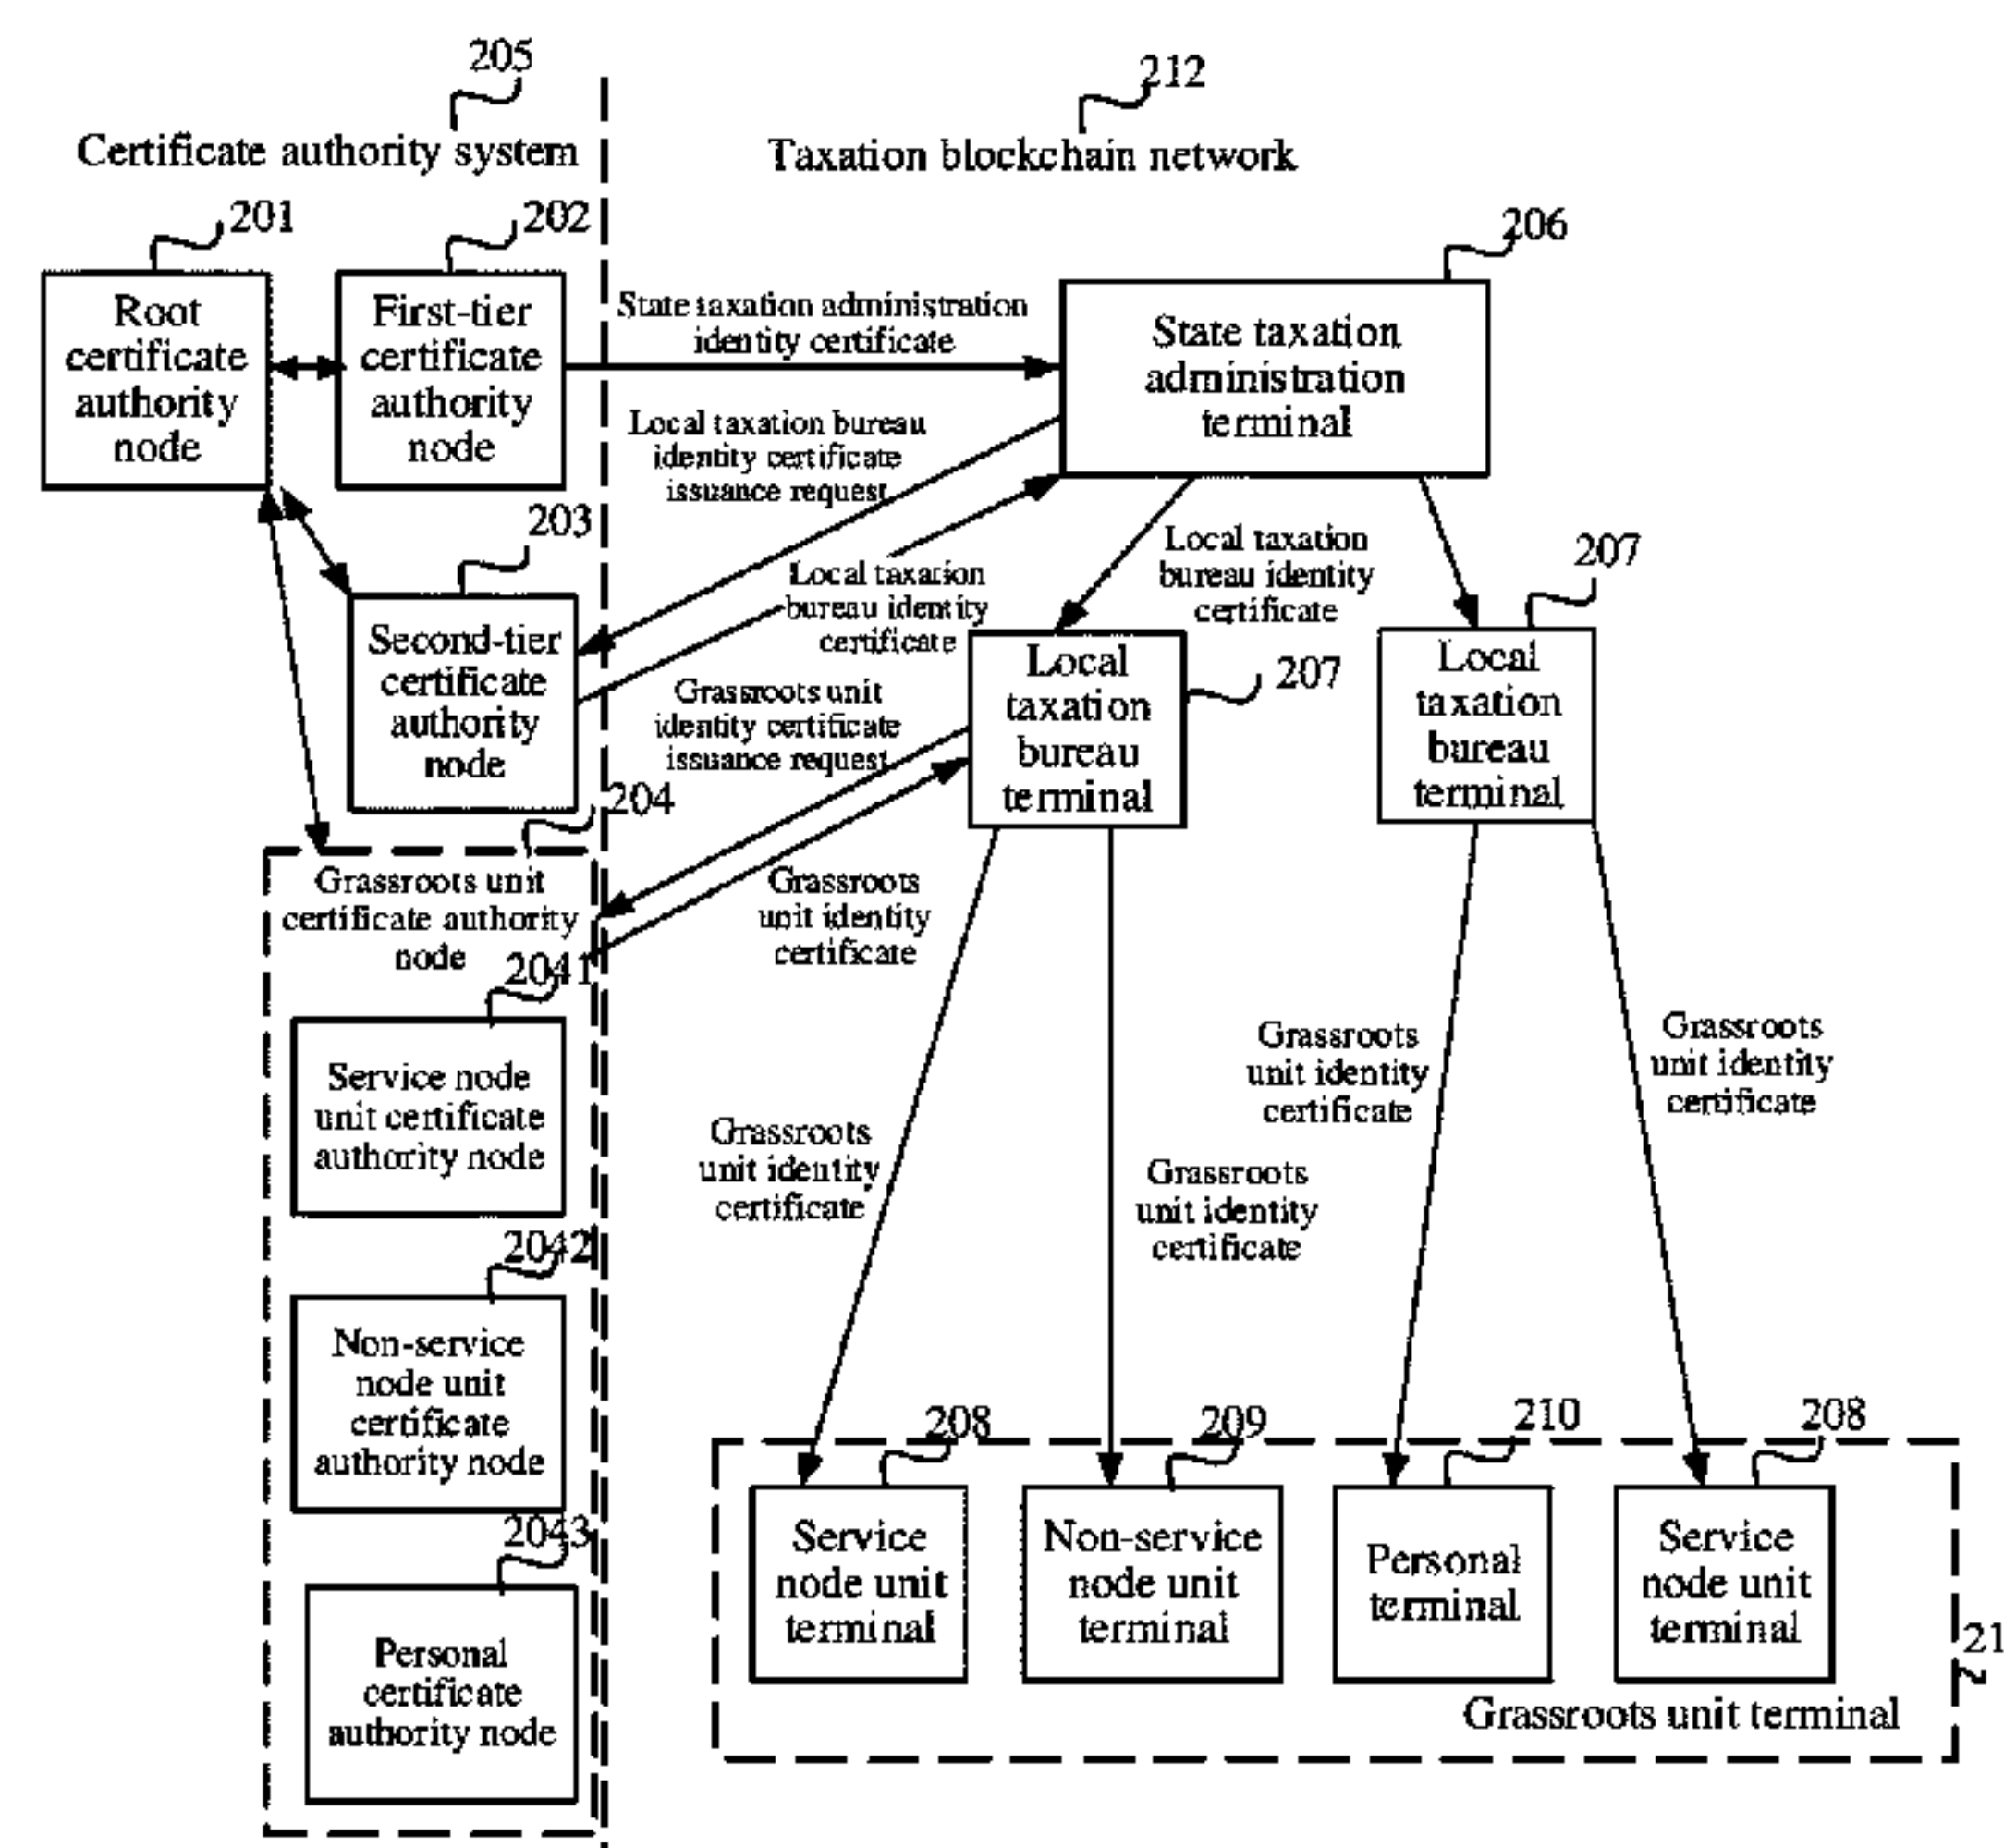 205
212
Certificate authority system
Taxation blockchain network
201
202
206
Root
certificate
authority
node
First-tier
certificate
authority
node
State taxation administration
identity certificate
State taxation
administration
terminal
Local taxation bureau
identity certificate
issuance request
203
Local taxation
bureau identity
certificate
Local taxation
bureau identity
certificate
207
Second-tier
certificate
authority
node
Grassroots unit
identity certificate
issuance request
Local
taxation
bureau
terminal
207
Local
taxation
bureau
terminal
204
Grassroots unit
certificate authority
node
Grassroots
unit identity
certificate
2041
Service node
unit certificate
authority node
Grassroots
unit identity
certificate
Grassroots
unit identity
certificate
Grassroots
unit identity
certificate
Grassroots
unit identity
certificate
2042
Non-service
node unit
certificate
authority node
208
209
210
208
2043
Personal
certificate
authority node
Service
node unit
terminal
Non-service
node unit
terminal
Personal
terminal
Service
node unit
terminal
21
Grassroots unit terminal